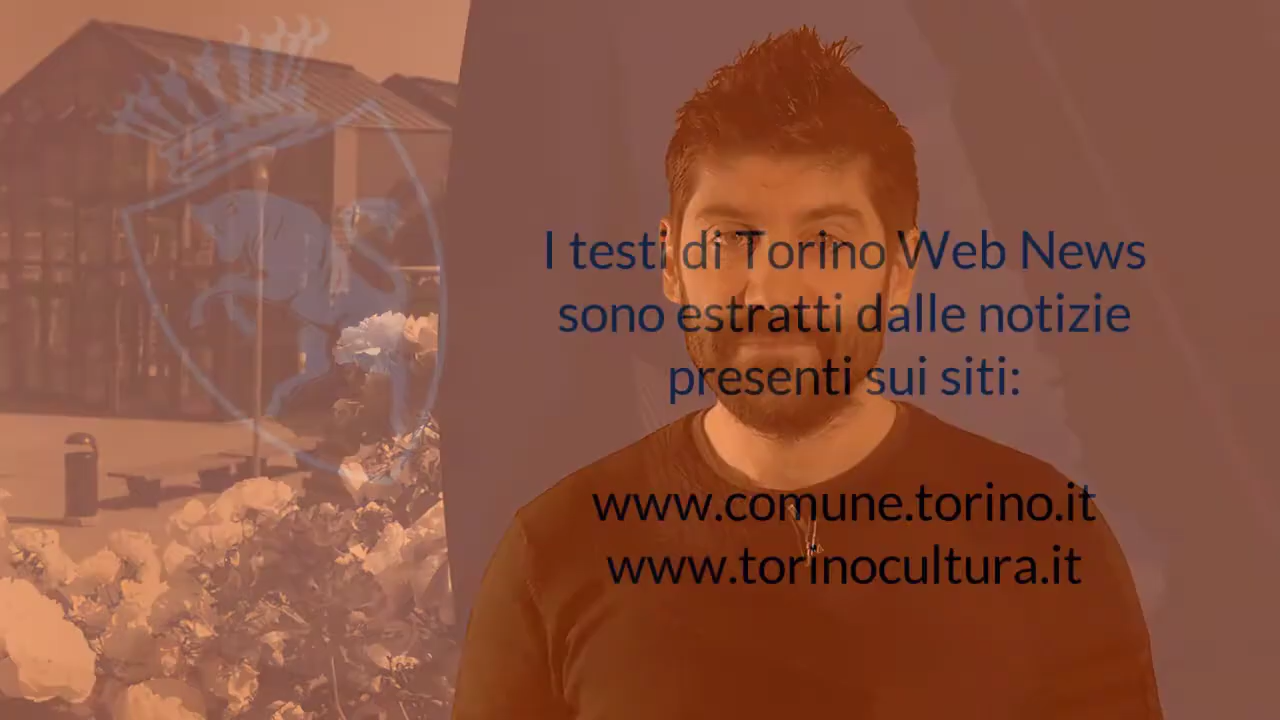 I testi di Torino Web News
sono estratti dalle notizie
presenti sui siti:
www.comune.torino.it
www.torinocultura.it